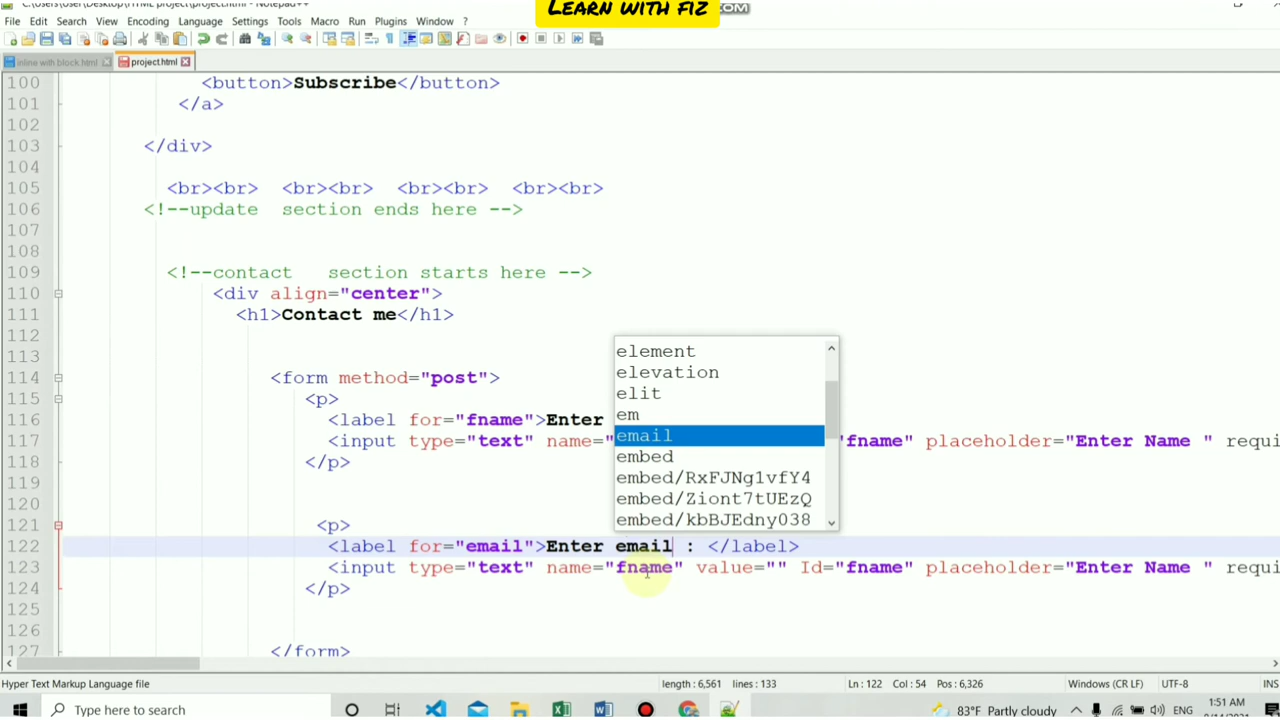 Learn with fiz
.COM
File Edit Search View Encoding Language Settings Tools Macro Run Plugins Window ?
inline with block.html project.html
100 <button>Subscribe</button>
101 </a>
102
103 </div>
104
105 <br><br> <br><br> <br><br> <br><br>
106 <!--update section ends here -->
107
108
109 <!--contact section starts here -->
110 <div align="center">
111 <h1>Contact me</h1>
112
113
114 <form method="post">
115 <p>
116 <label for="fname">Enter
117 <input type="text" name=" "fname" placeholder="Enter Name " requi
118 </p>
119
120
121 <p>
122 <label for="email">Enter email : </label>
123 <input type="text" name="fname" value="" Id="fname" placeholder="Enter Name " requi
124 </p>
125
126
127 </form>
element
elevation
elit
em
email
embed
embed/RxFJNg1vfY4
embed/Ziont7tUEzQ
embed/kbBJEdny038
Hyper Text Markup Language file length : 6,561 lines : 133 Ln : 122 Col : 54 Pos : 6,326 Windows (CR LF) UTF-8 INS
Type here to search 83°F Partly cloudy ENG 1:51 AM